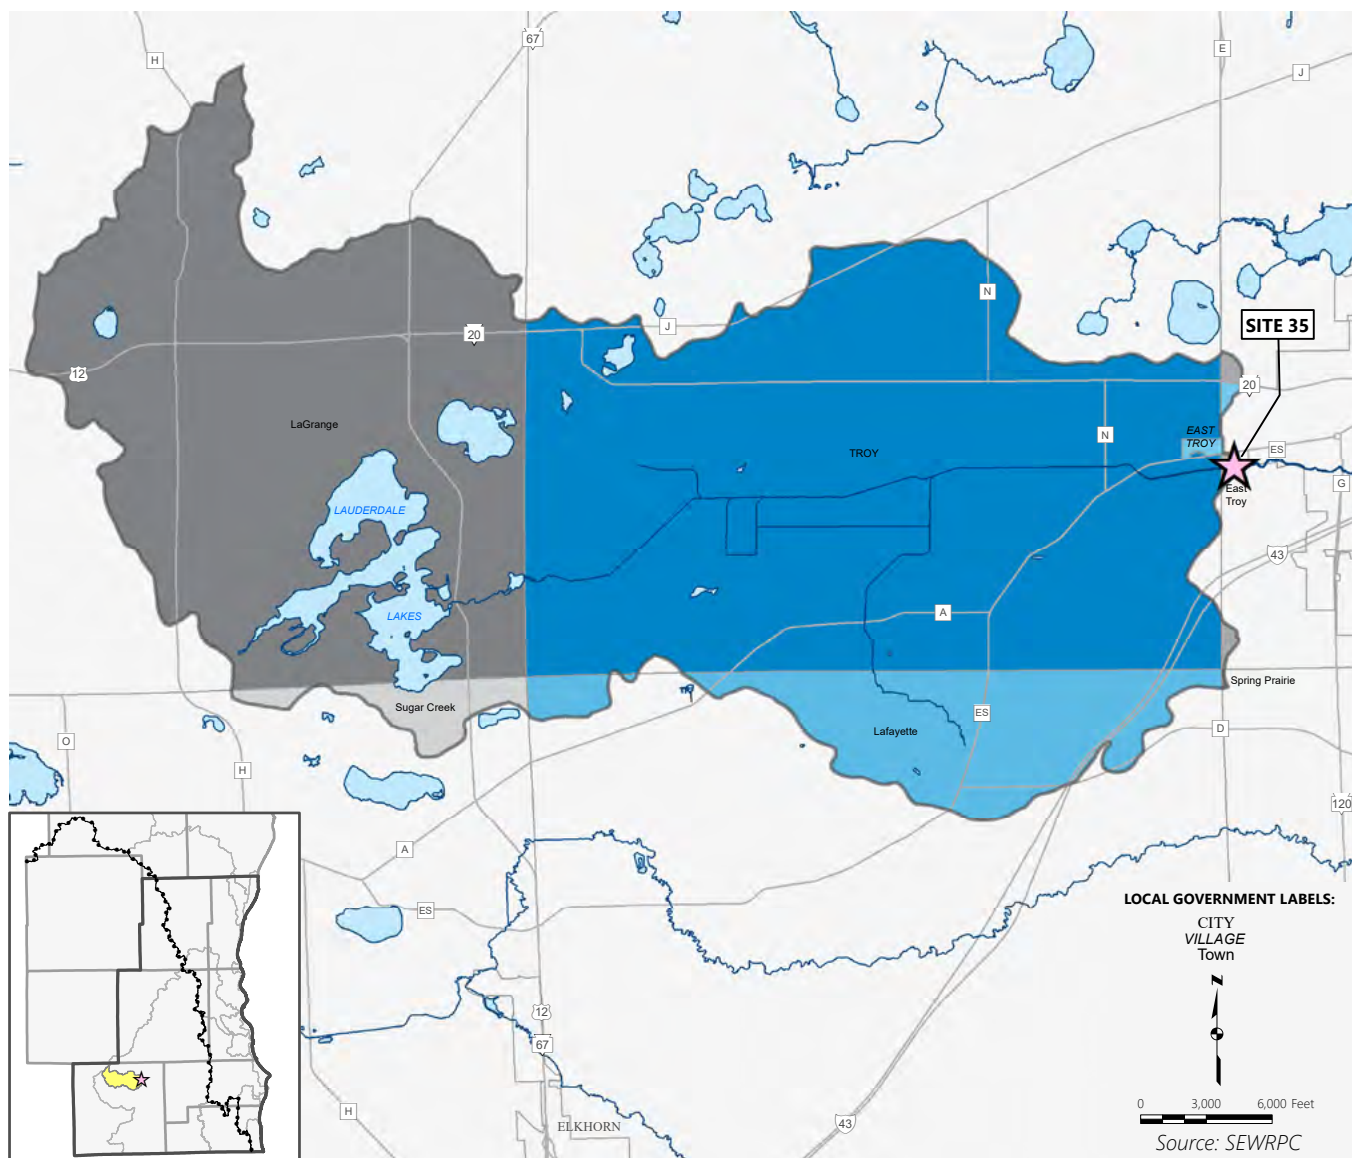 67
H
E
J
SITE 35
N
J
20
12
20
LaGrange
EAST
TROY
N
TROY
ES
G
East
Troy
LAUDERDALE
43
A
LAKES
Spring Prairie
Sugar Creek
ES
Lafayette
D
O
H
120
A
ES
LOCAL GOVERNMENT LABELS:
CITY
VILLAGE
Town
N
12
67
0 3,000 6,000 Feet
H
43
ELKHORN
Source: SEWRPC